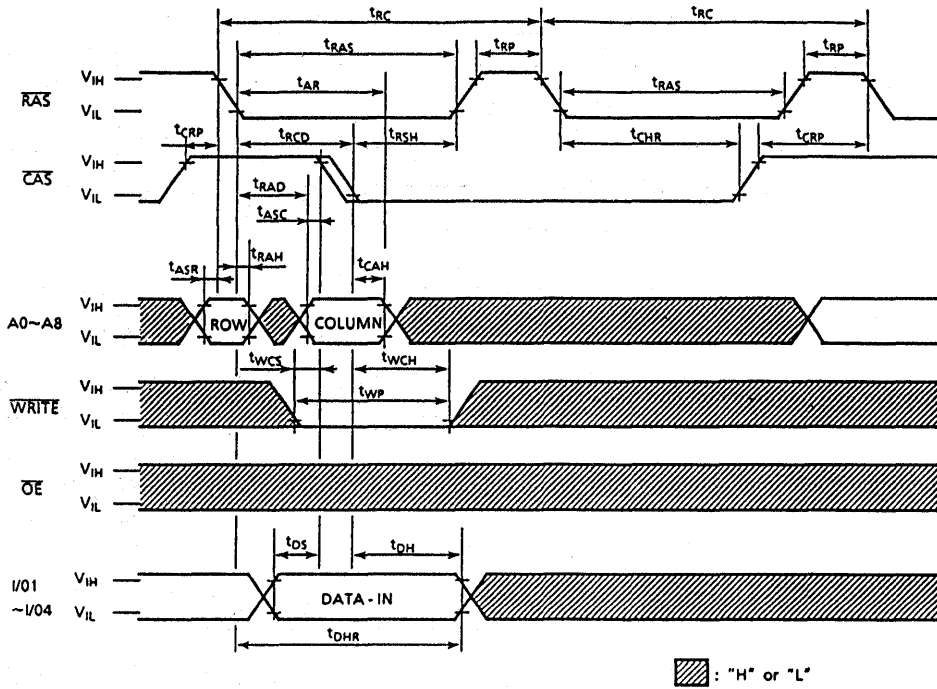 tRC tRC
tRAS tRP tRP
tAR tRAS
RAS VIH
VIL
tCRP tRCD tRSH tCHR tCRP
CAS VIH
VIL
tRAD
tASC
tRAH
tASR tCAH
A0~A8 VIH
VIL
ROW COLUMN
tWCS tWCH
tWP
WRITE VIH
VIL
OE VIH
VIL
tDS tDH
I/01
~I/04
VIH
VIL
DATA - IN
tDHR
: "H" or "L"